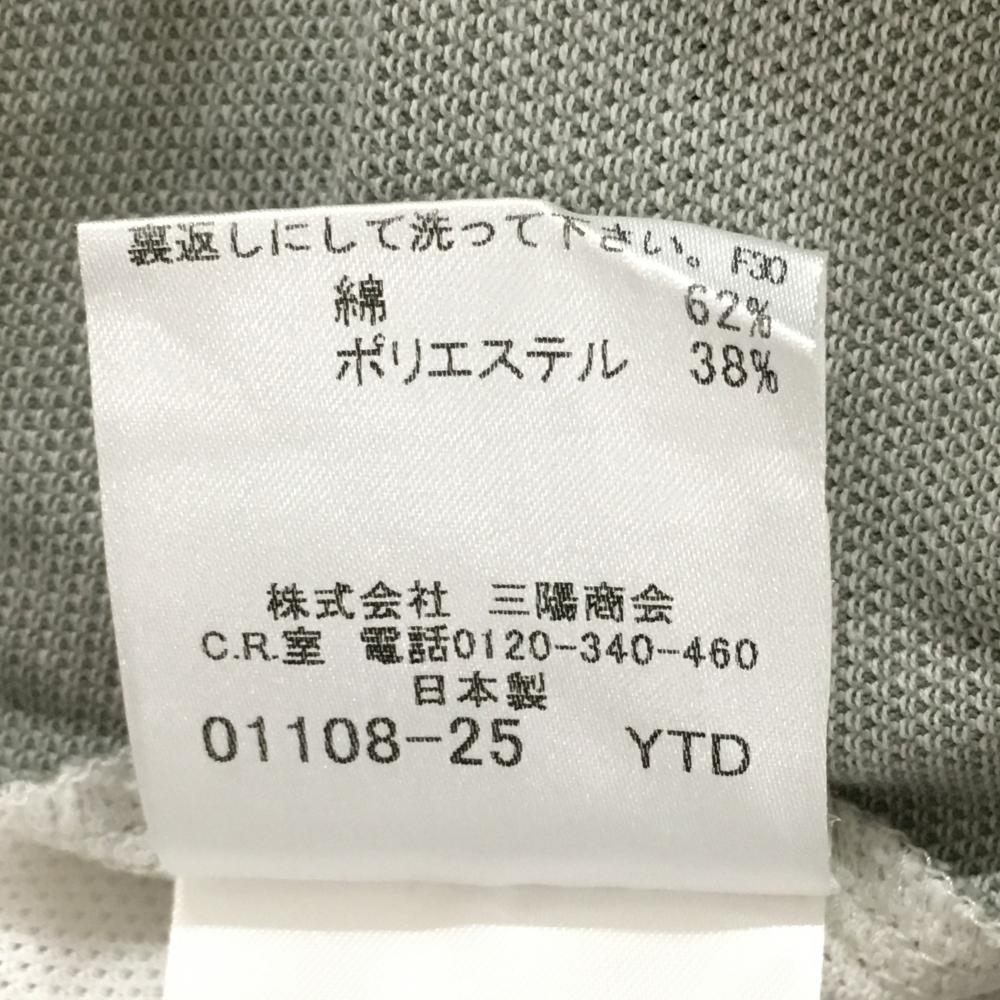 裏返しにして洗って下さい。F30
綿 62%
ポリエステル 38%
株式会社 三陽商会
C.R.室 電話0120-340-460
日本製
01108-25 YTD